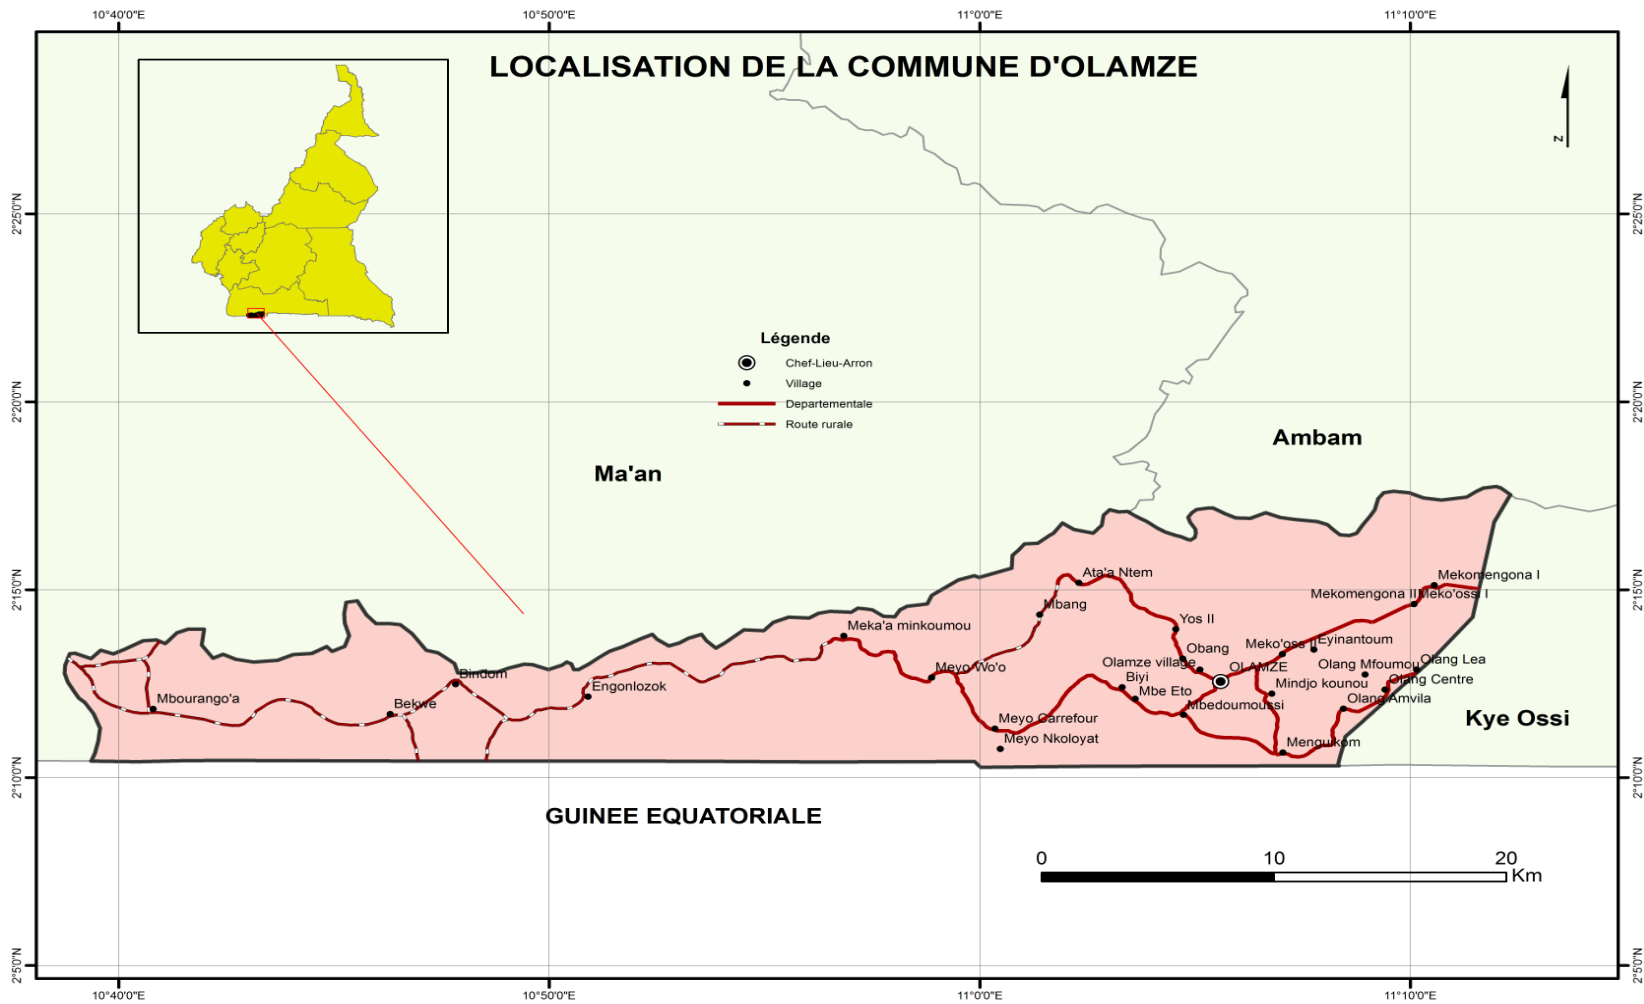 10°40'0"E
10°50'0"E
11°0'0"E
11°10'0"E
LOCALISATION DE LA COMMUNE D'OLAMZE
z
2°25'0"N
2°25'0"N
Légende
Chef-Lieu-Arron
Village
Departementale
Route rurale
2°20'0"N
2°20'0"N
Ambam
Ma'an
2°15'0"N
2°15'0"N
Ata'a Ntem
Mekomengona I
Mekomengona II
Meko'ossi I
Mbang
Meka'a minkoumou
Yos II
Eyinantoum
Meko'oss II
Obang
Olamze village
OLAMZE
Olang Mfoumou
Olang Lea
Meyo Wo'o
Bindom
Biyi
Olang Centre
Engonlozok
Mindjo kounou
Mbe Eto
Mbourango'a
Bekwe
Olang Amvila
Mbedoumoussi
Meyo Carrefour
Kye Ossi
Meyo Nkoloyat
Menguikom
2°10'0"N
2°10'0"N
GUINEE EQUATORIALE
0 10 20
Km
2°5'0"N
2°5'0"N
10°40'0"E
10°50'0"E
11°0'0"E
11°10'0"E